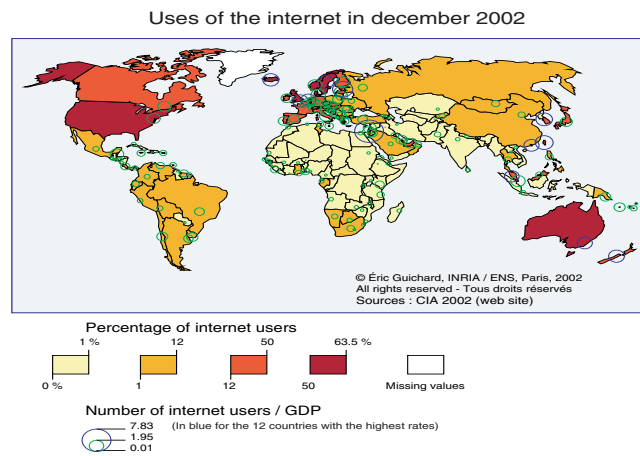 Uses of the internet in december 2002
© Éric Guichard, INRIA / ENS, Paris, 2002
All rights reserved - Tous droits réservés
Sources : CIA 2002 (web site)
Percentage of internet users
1 % 12 50 63.5 %
0 % 1 12 50 Missing values
Number of internet users / GDP
7.83 (In blue for the 12 countries with the highest rates)
1.95
0.01